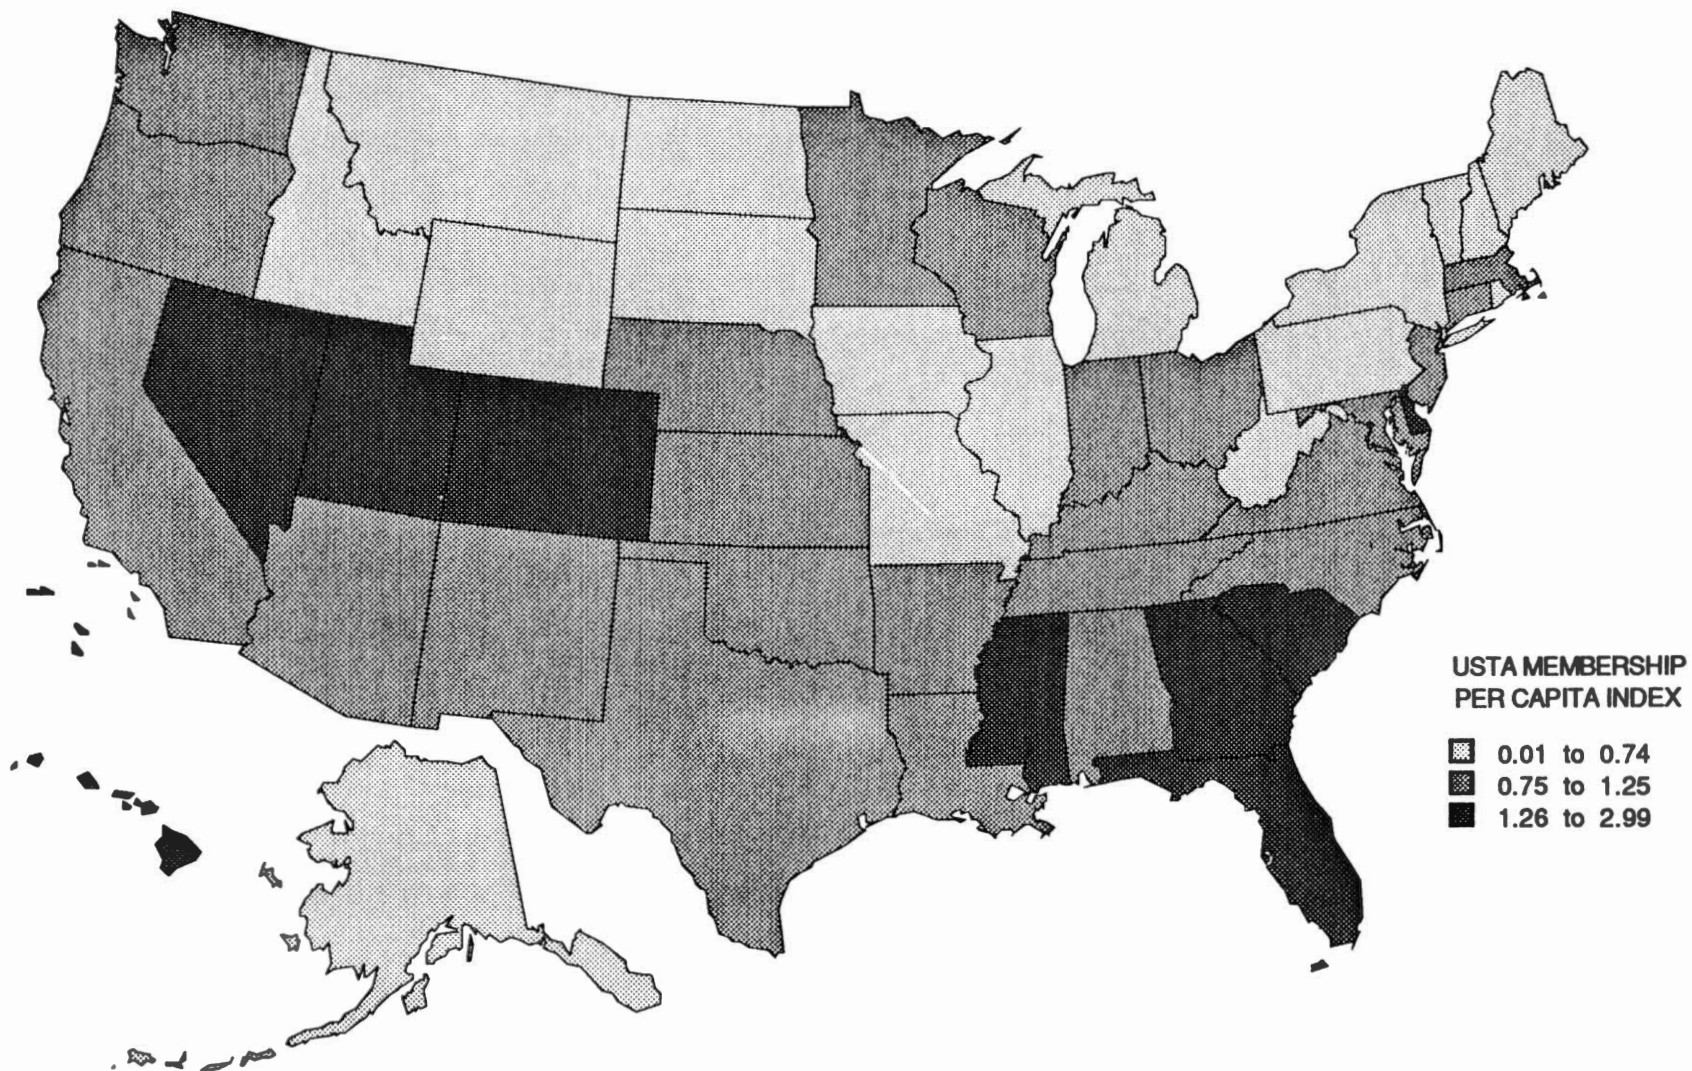 USTA MEMBERSHIP
PER CAPITA INDEX
0.01 to 0.74
0.75 to 1.25
1.26 to 2.99